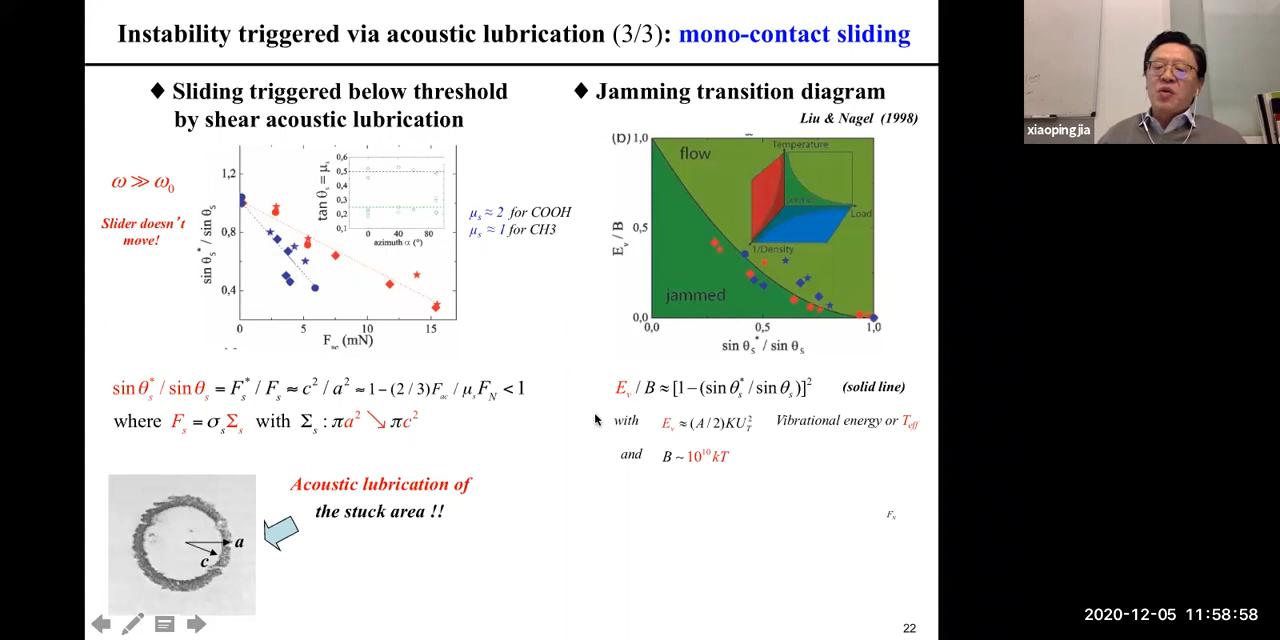 Instability triggered via acoustic lubrication (3/3): mono-contact sliding
◆ Sliding triggered below threshold
by shear acoustic lubrication
◆ Jamming transition diagram
Liu & Nagel (1998)
ω ≫ ω₀
Slider doesn't
move!
sin θₛ* / sin θₛ
1,2
0,8
0,4
0
5
10
15
F (mN)
tan θₛ = μₛ
0,6
0,5
0,4
0,3
0,2
0,1
0
40
80
azimuth α (°)
μₛ ≈ 2 for COOH
μₛ ≈ 1 for CH3
(b)
1,0
0,5
0,0
Eᵥ / B
flow
jammed
Temperature
Load
1/Density
0,0
0,5
1,0
sin θₛ* / sin θₛ
sin θₛ* / sin θₛ = Fₛ* / Fₛ ≈ c² / a² ≈ 1 − (2 / 3)F_ac / μₛF_N < 1
where Fₛ = σₛΣₛ with Σₛ : πa² ↘ πc²
Eᵥ / B ≈ [1 − (sin θₛ* / sin θₛ)]² (solid line)
with Eᵥ ≈ (A / 2)KU_T² Vibrational energy or T_eff
and B ~ 10¹⁰ kT
Acoustic lubrication of
the stuck area !!
a
c
22
xiaoping jia
2020-12-05 11:58:58